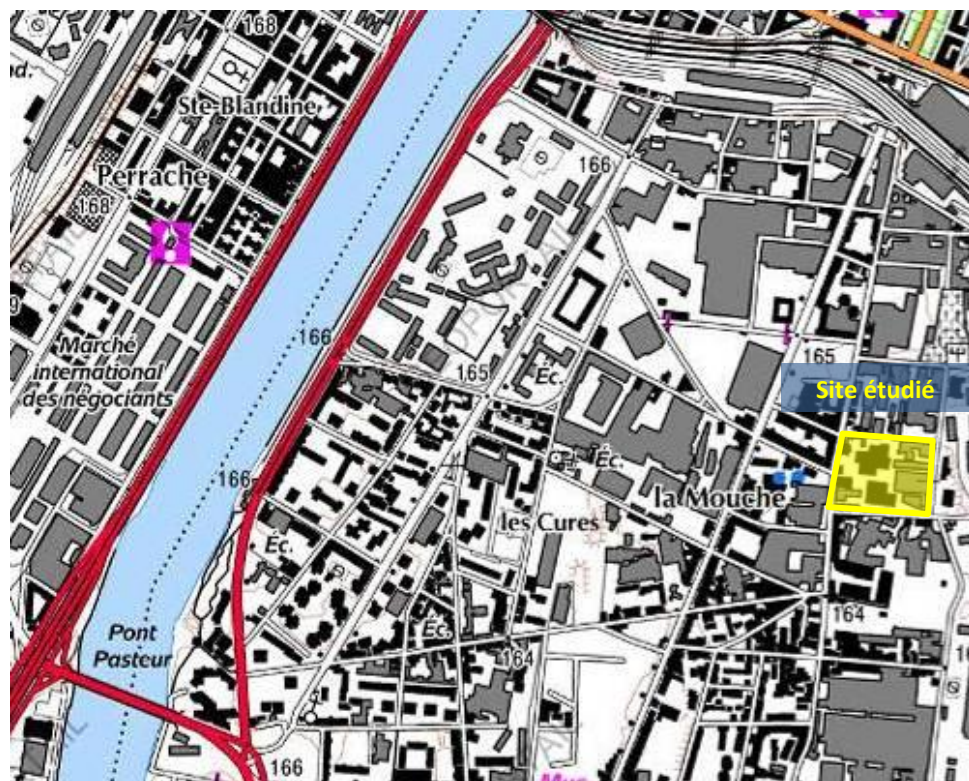 168
nd.
Ste-Blandine
Perrache
168
166
166
Marché
international
des négociants
165
Éc.
165
Site étudié
166
Éc.
la Mouche
les Cures
Éc.
Pont
Pasteur
Éc.
164
164
166